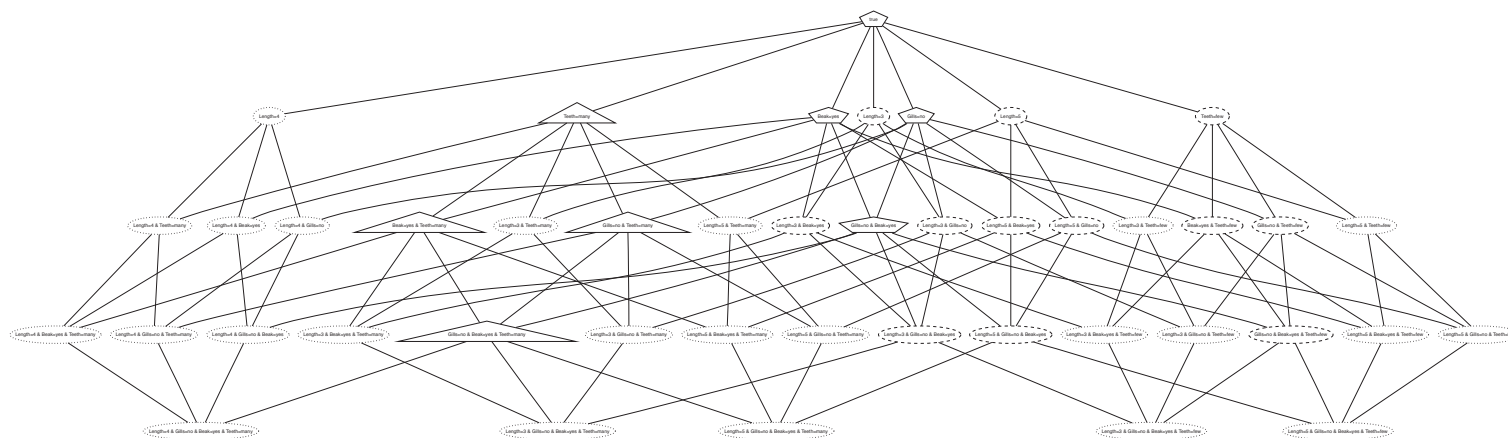 true
Length=4
Teeth=many
Beak=yes
Length=3
Gills=no
Length=5
Teeth=few
Length=4 & Teeth=many
Length=4 & Beak=yes
Length=4 & Gills=no
Beak=yes & Teeth=many
Length=3 & Teeth=many
Gills=no & Teeth=many
Length=5 & Teeth=many
Length=3 & Beak=yes
Gills=no & Beak=yes
Length=3 & Gills=no
Length=5 & Beak=yes
Length=5 & Gills=no
Length=3 & Teeth=few
Beak=yes & Teeth=few
Gills=no & Teeth=few
Length=5 & Teeth=few
Length=4 & Beak=yes & Teeth=many
Length=4 & Gills=no & Teeth=many
Length=4 & Gills=no & Beak=yes
Length=3 & Beak=yes & Teeth=many
Gills=no & Beak=yes & Teeth=many
Length=3 & Gills=no & Teeth=many
Length=5 & Beak=yes & Teeth=many
Length=5 & Gills=no & Teeth=many
Length=3 & Gills=no & Beak=yes
Length=5 & Gills=no & Beak=yes
Length=3 & Beak=yes & Teeth=few
Length=3 & Gills=no & Teeth=few
Gills=no & Beak=yes & Teeth=few
Length=5 & Beak=yes & Teeth=few
Length=5 & Gills=no &
Length=4 & Gills=no & Beak=yes & Teeth=many
Length=3 & Gills=no & Beak=yes & Teeth=many
Length=5 & Gills=no & Beak=yes & Teeth=many
Length=3 & Gills=no & Beak=yes & Teeth=few
Length=5 & Gills=no & Beak=yes & Teeth=few